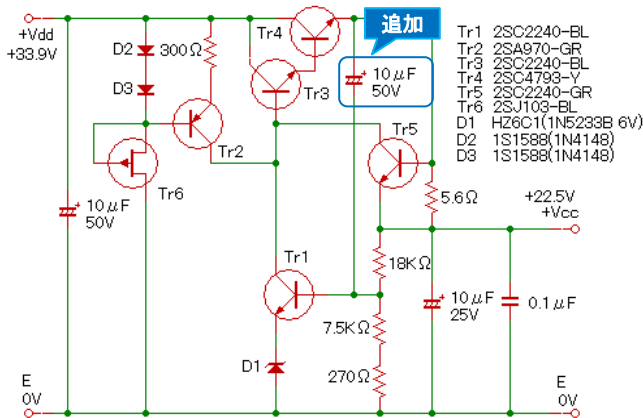 +Vdd
+33.9V
D2
D3
300Ω
Tr4
Tr3
追加
10μF
50V
Tr2
Tr5
Tr6
10μF
50V
Tr1
5.6Ω
+22.5V
+Vcc
18KΩ
7.5KΩ
270Ω
10μF
25V
0.1μF
D1
E
0V
E
0V
Tr1 2SC2240-BL
Tr2 2SA970-GR
Tr3 2SC2240-BL
Tr4 2SC4793-Y
Tr5 2SC2240-GR
Tr6 2SJ103-BL
D1 HZ6C1(1N5233B 6V)
D2 1S1588(1N4148)
D3 1S1588(1N4148)